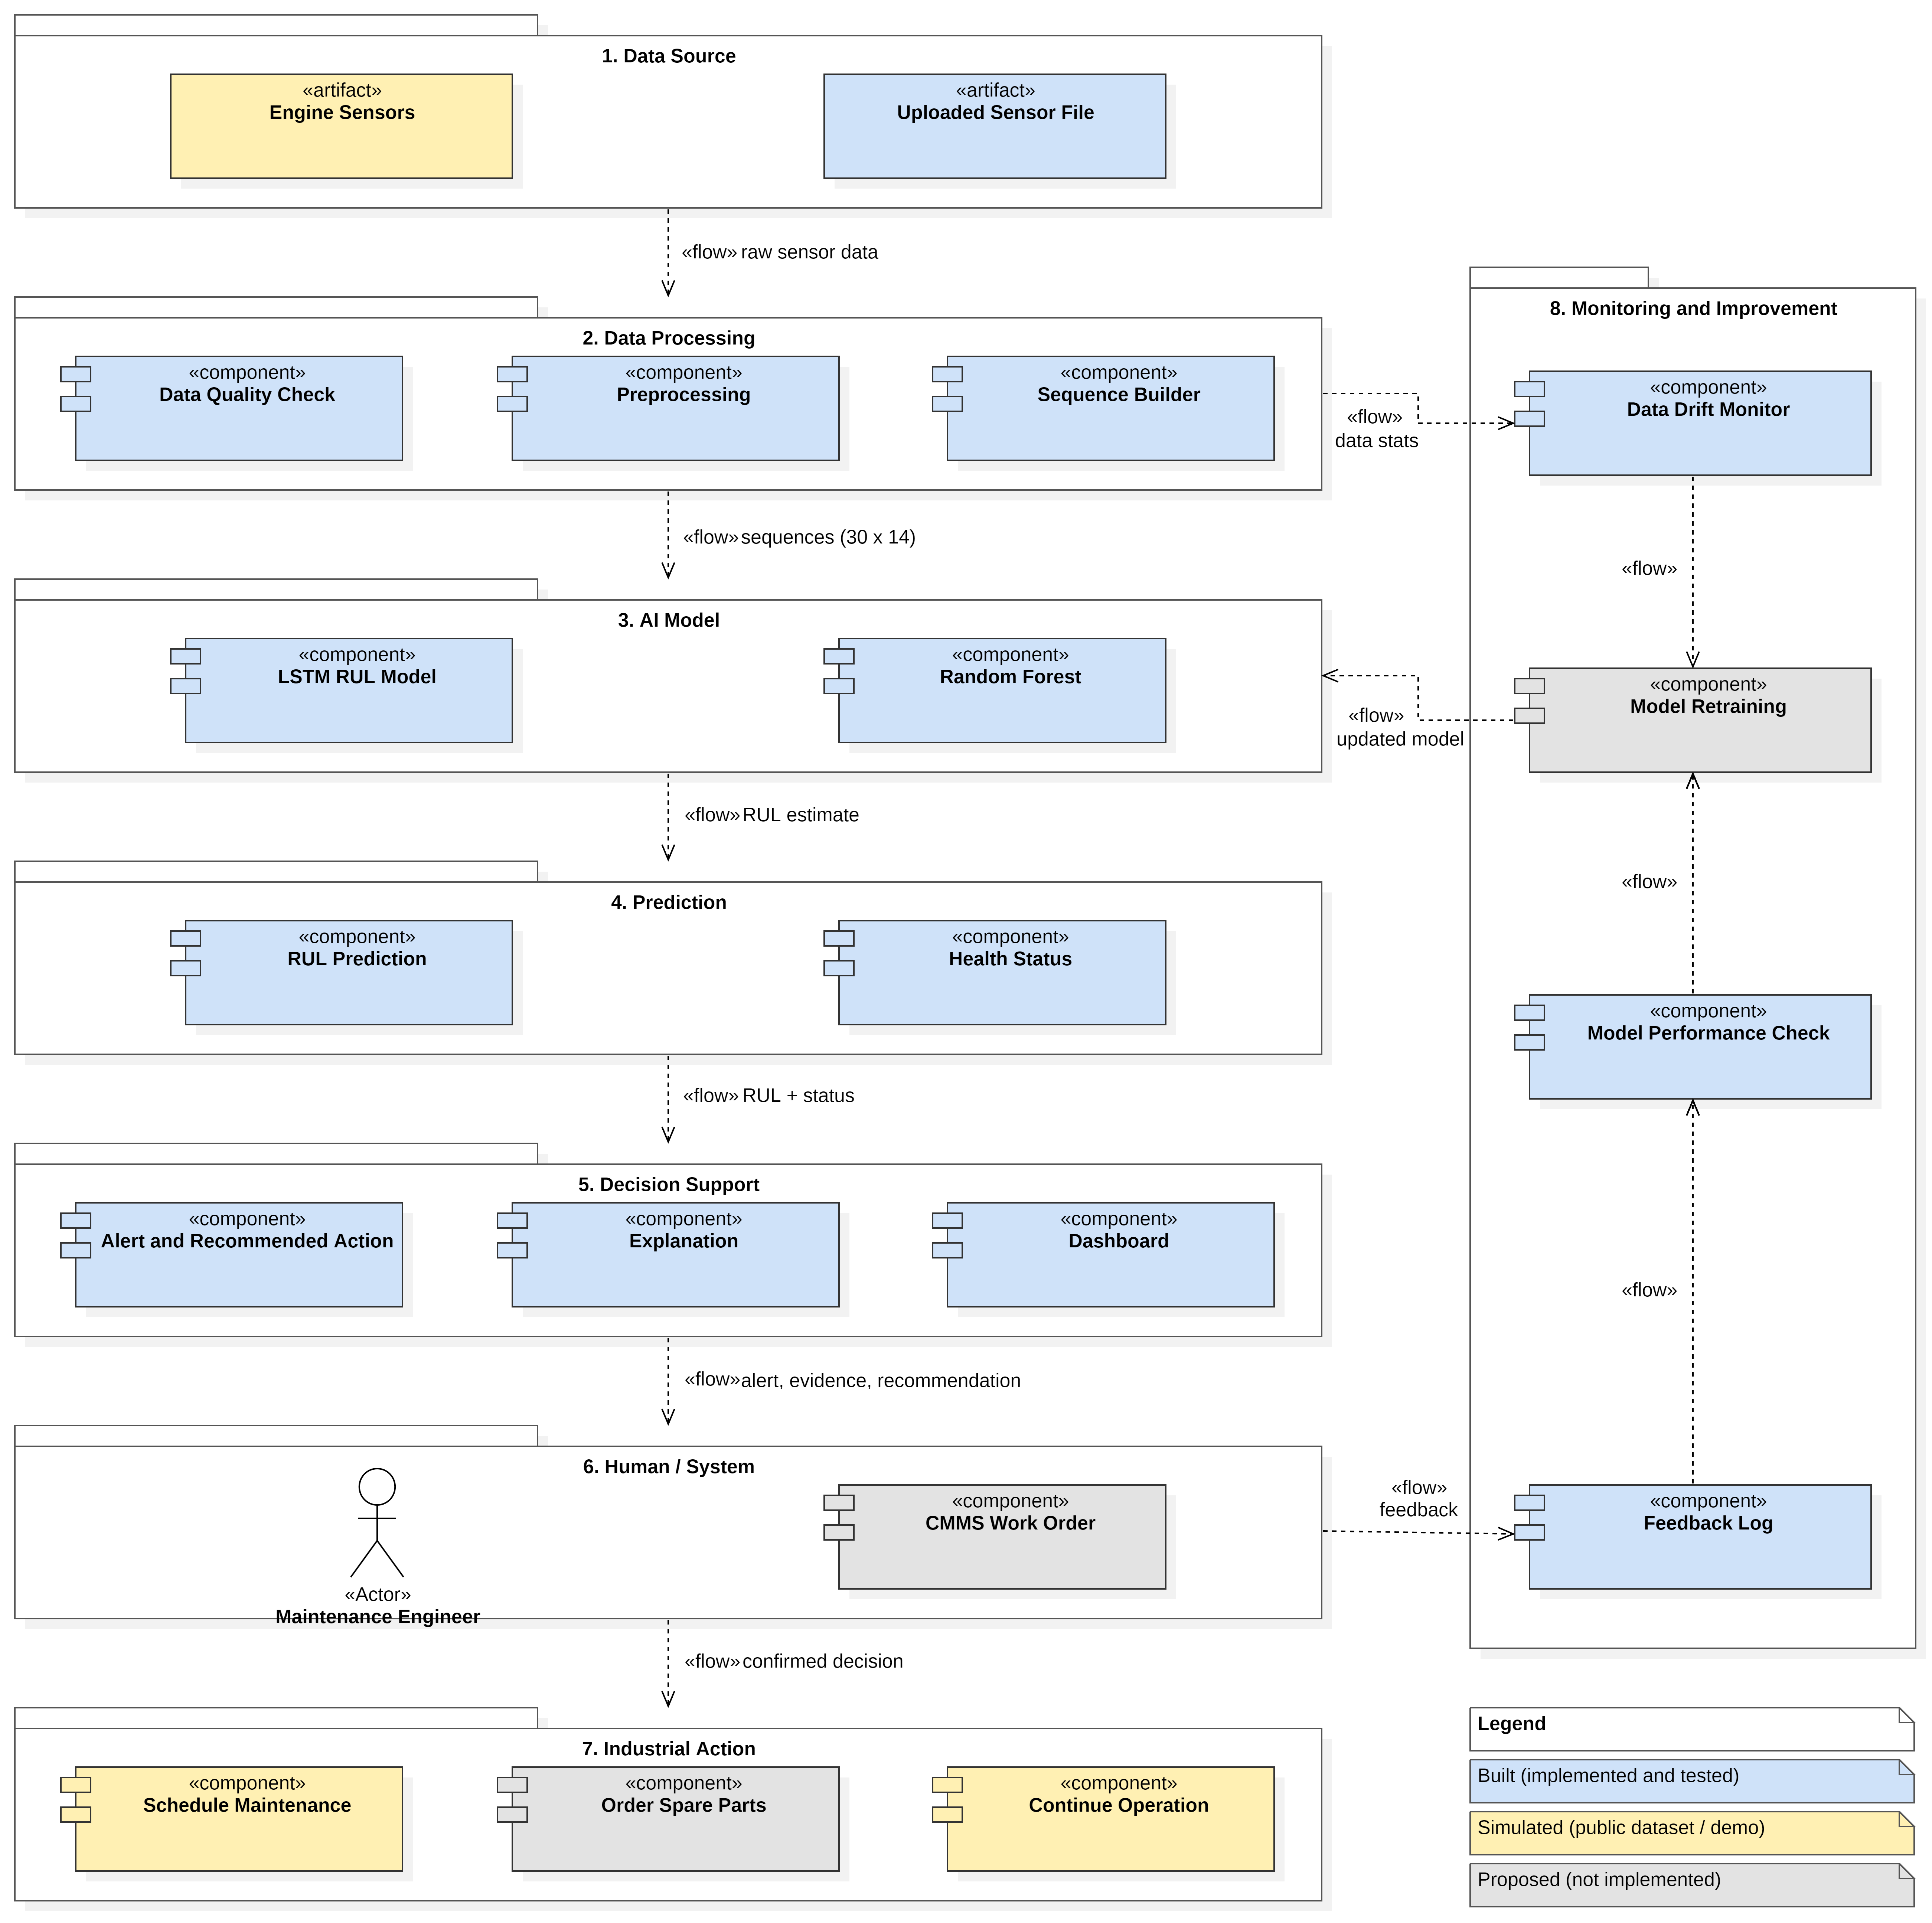 1. Data Source
«artifact»
Engine Sensors
«artifact»
Uploaded Sensor File
«flow» raw sensor data
2. Data Processing
«component»
Data Quality Check
«component»
Preprocessing
«component»
Sequence Builder
«flow»
data stats
«flow» sequences (30 x 14)
3. AI Model
«component»
LSTM RUL Model
«component»
Random Forest
«flow»
updated model
«flow» RUL estimate
4. Prediction
«component»
RUL Prediction
«component»
Health Status
«flow» RUL + status
5. Decision Support
«component»
Alert and Recommended Action
«component»
Explanation
«component»
Dashboard
«flow» alert, evidence, recommendation
6. Human / System
«Actor»
Maintenance Engineer
«component»
CMMS Work Order
«flow»
feedback
«flow» confirmed decision
7. Industrial Action
«component»
Schedule Maintenance
«component»
Order Spare Parts
«component»
Continue Operation
8. Monitoring and Improvement
«component»
Data Drift Monitor
«flow»
«component»
Model Retraining
«flow»
«component»
Model Performance Check
«flow»
«component»
Feedback Log
Legend
Built (implemented and tested)
Simulated (public dataset / demo)
Proposed (not implemented)